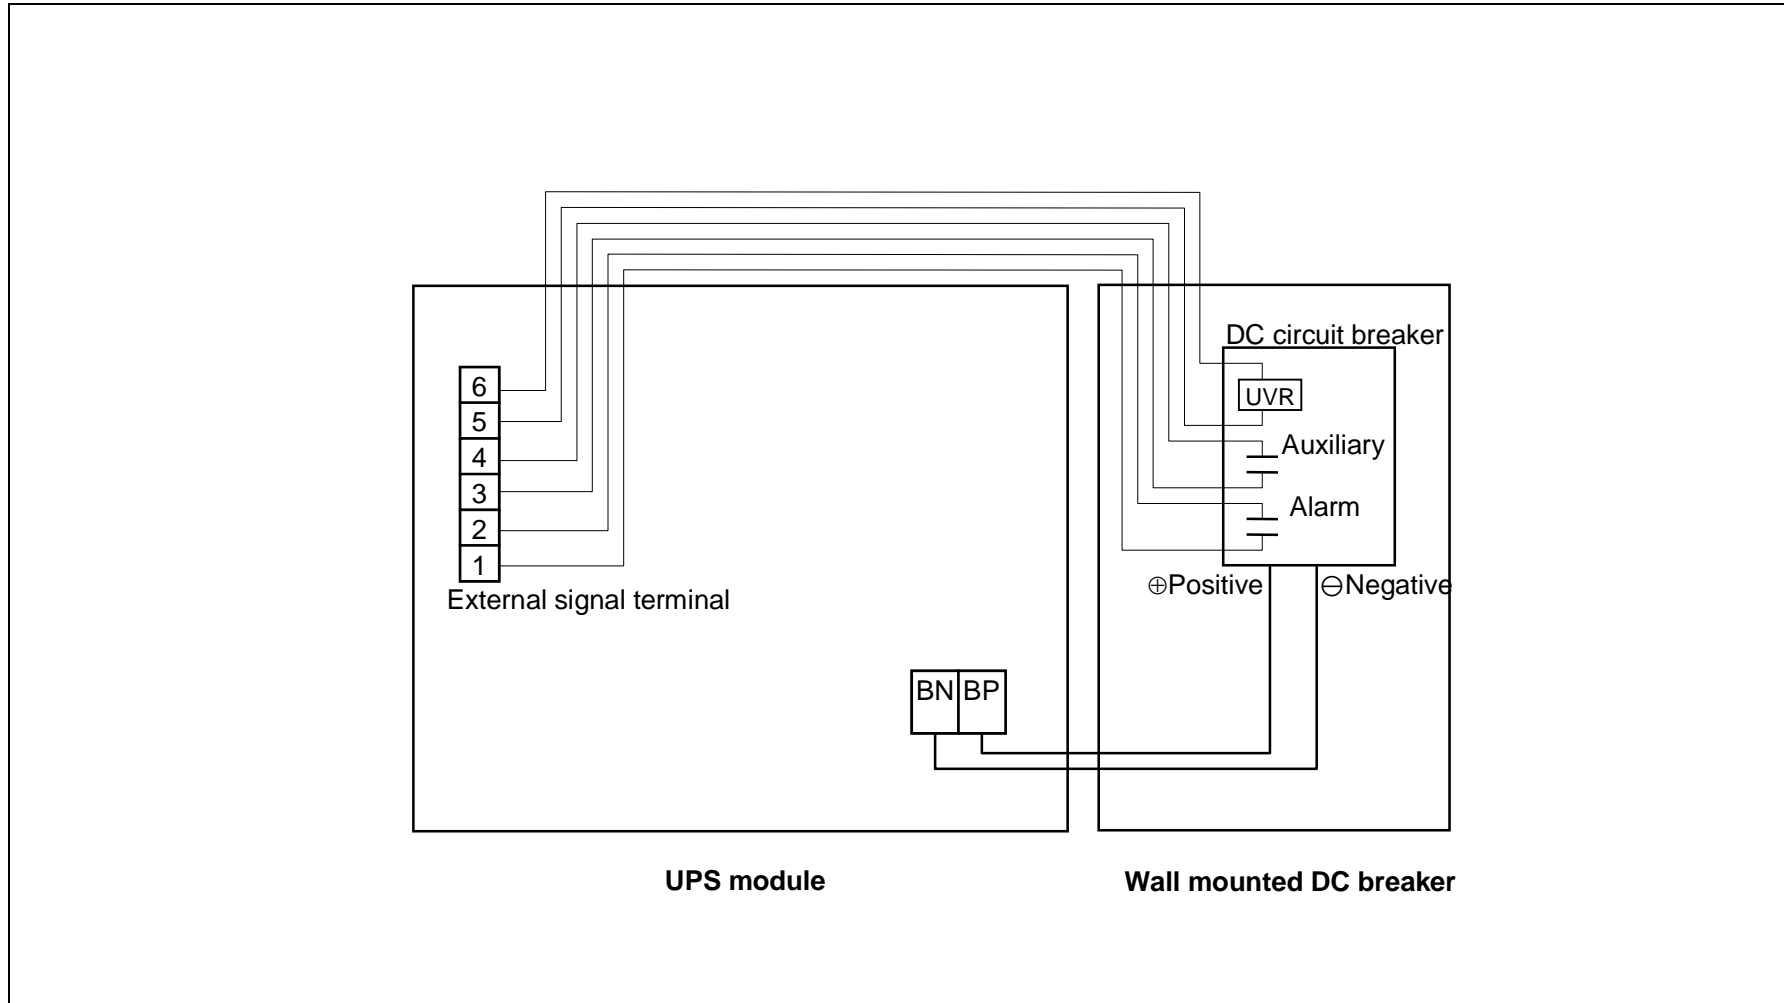 DC circuit breaker
6
UVR
5
Auxiliary
4
3
Alarm
2
1
⊕Positive
⊖Negative
External signal terminal
BN
BP
UPS module
Wall mounted DC breaker